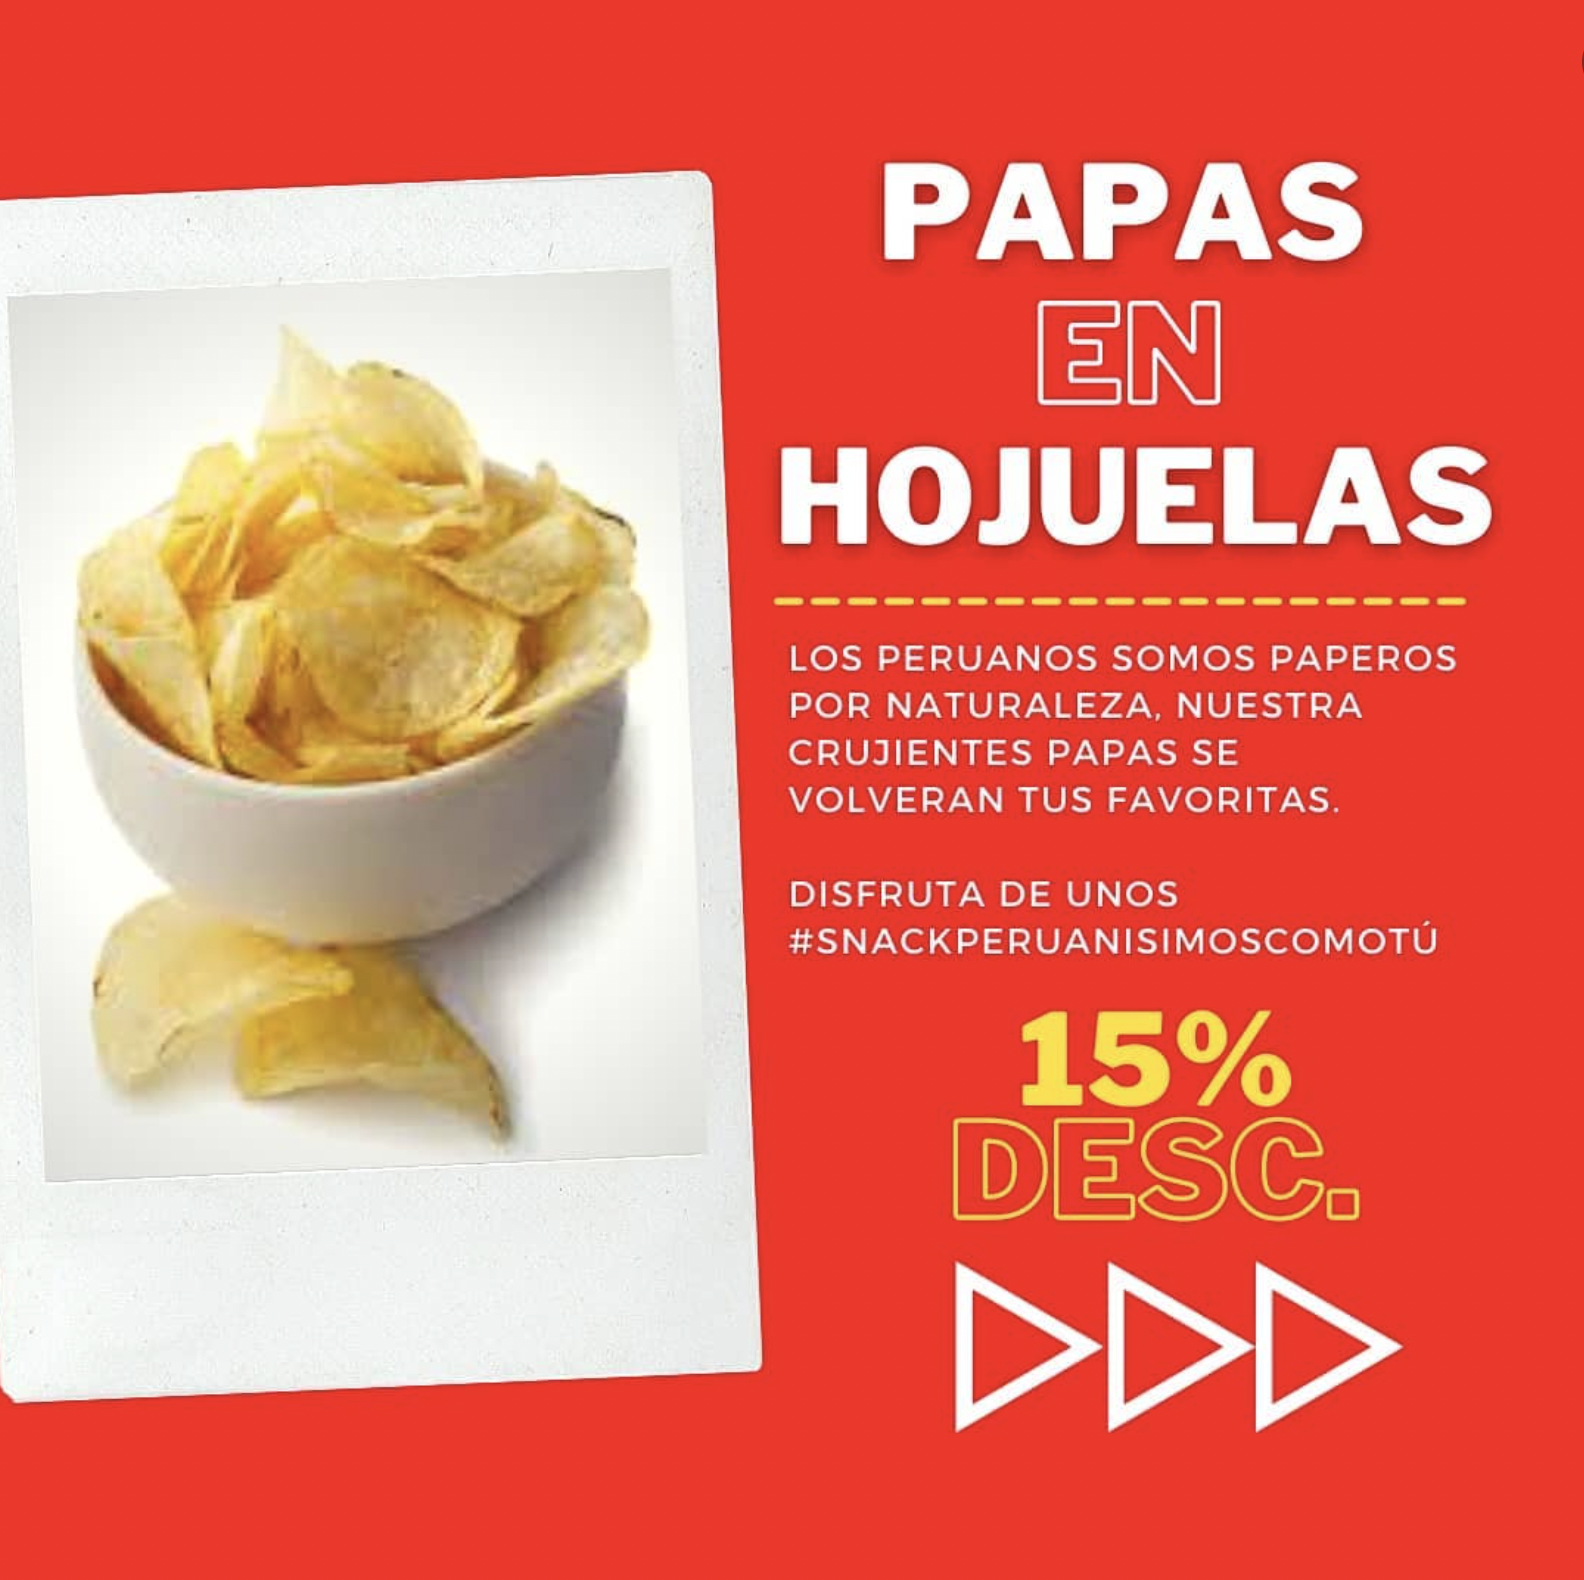 PAPAS
EN
HOJUELAS
LOS PERUANOS SOMOS PAPEROS
POR NATURALEZA, NUESTRA
CRUJIENTES PAPAS SE
VOLVERAN TUS FAVORITAS.
DISFRUTA DE UNOS
#SNACKPERUANISIMOSCOMOTÚ
15%
DESC.